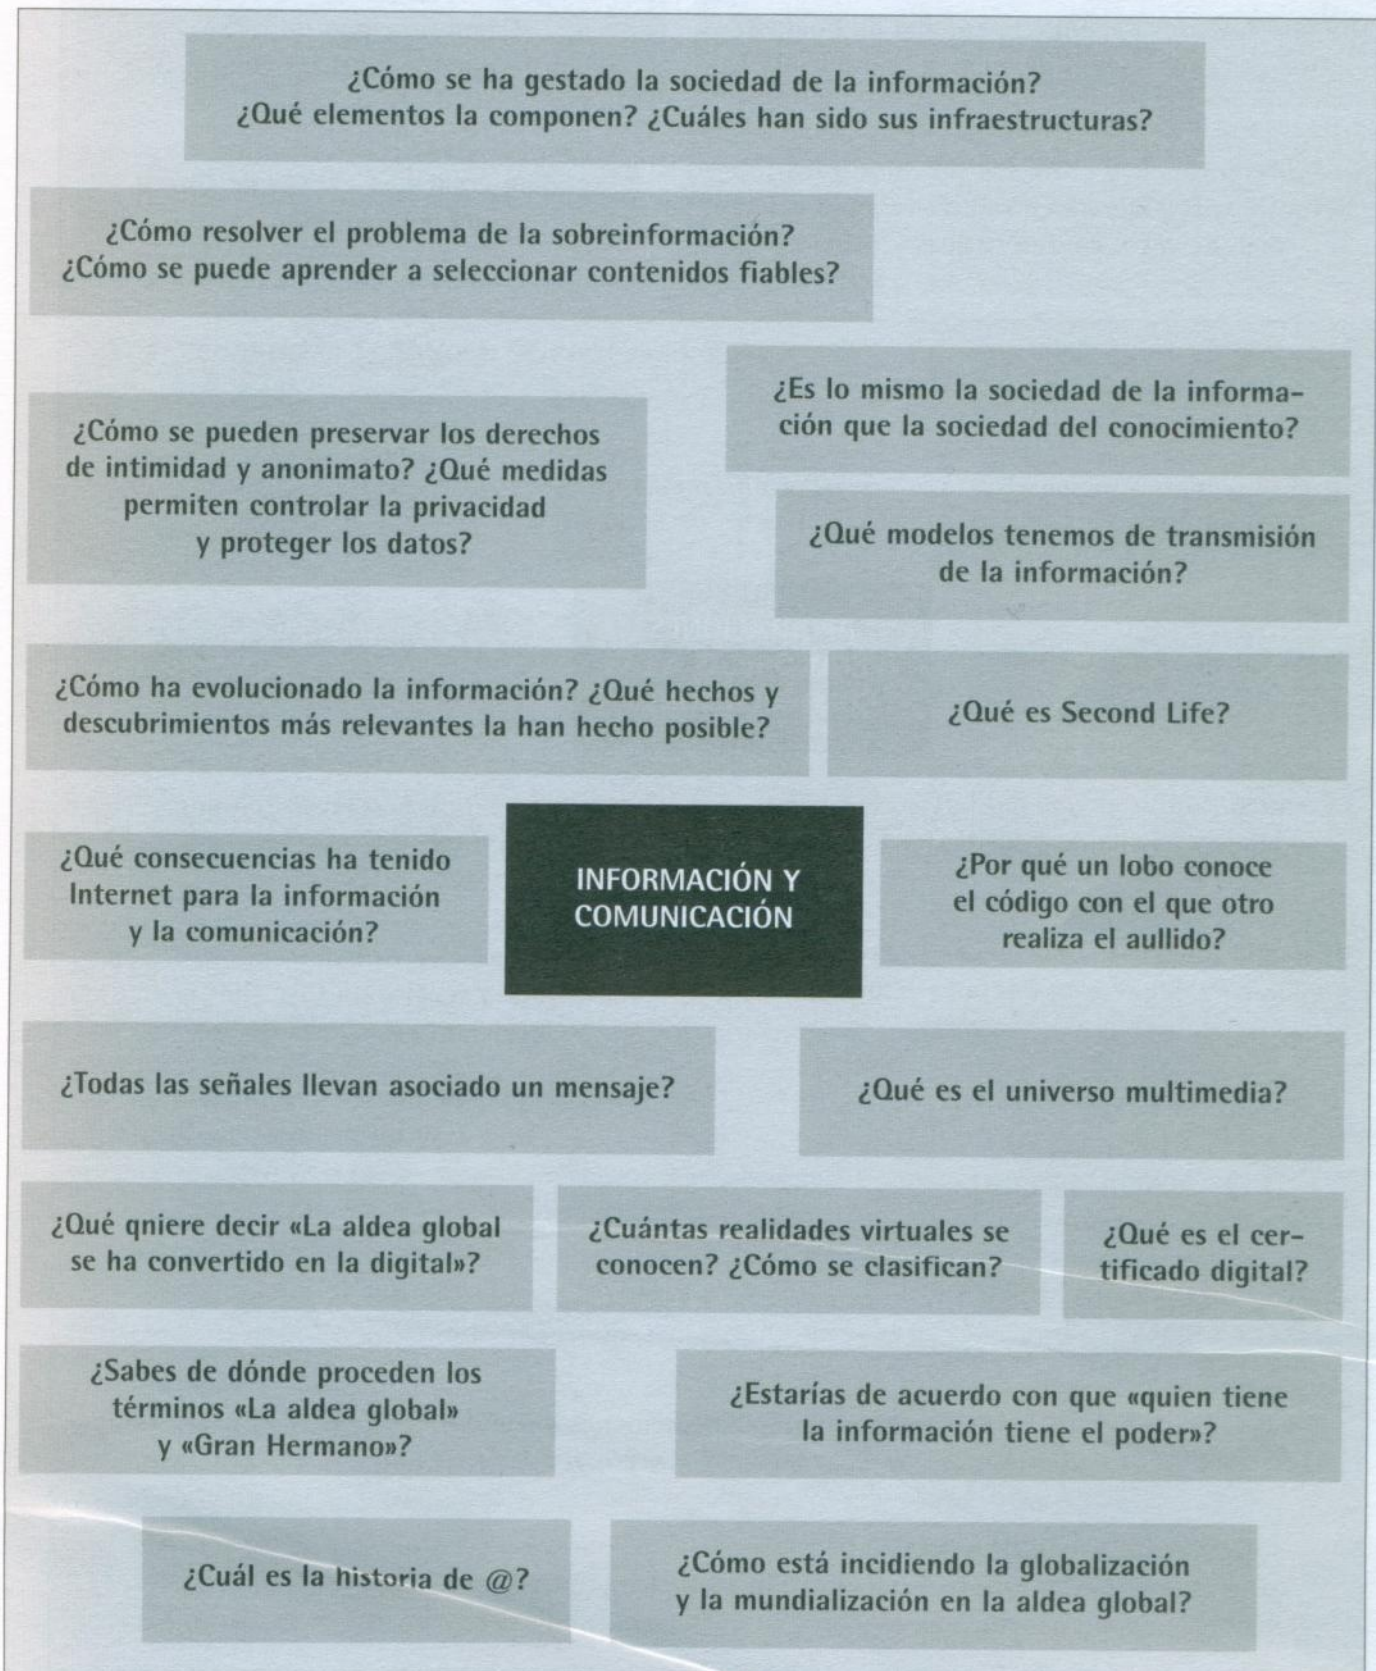 ¿Cómo se ha gestado la sociedad de la información?
¿Qué elementos la componen? ¿Cuáles han sido sus infraestructuras?
¿Cómo resolver el problema de la sobreinformación?
¿Cómo se puede aprender a seleccionar contenidos fiables?
¿Es lo mismo la sociedad de la informa-
ción que la sociedad del conocimiento?
¿Cómo se pueden preservar los derechos
de intimidad y anonimato? ¿Qué medidas
permiten controlar la privacidad
y proteger los datos?
¿Qué modelos tenemos de transmisión
de la información?
¿Cómo ha evolucionado la información? ¿Qué hechos y
descubrimientos más relevantes la han hecho posible?
¿Qué es Second Life?
¿Qué consecuencias ha tenido
Internet para la información
y la comunicación?
INFORMACIÓN Y
COMUNICACIÓN
¿Por qué un lobo conoce
el código con el que otro
realiza el aullido?
¿Todas las señales llevan asociado un mensaje?
¿Qué es el universo multimedia?
¿Qué qniere decir «La aldea global
se ha convertido en la digital»?
¿Cuántas realidades virtuales se
conocen? ¿Cómo se clasifican?
¿Qué es el cer-
tificado digital?
¿Sabes de dónde proceden los
términos «La aldea global»
y «Gran Hermano»?
¿Estarías de acuerdo con que «quien tiene
la información tiene el poder»?
¿Cuál es la historia de @?
¿Cómo está incidiendo la globalización
y la mundialización en la aldea global?